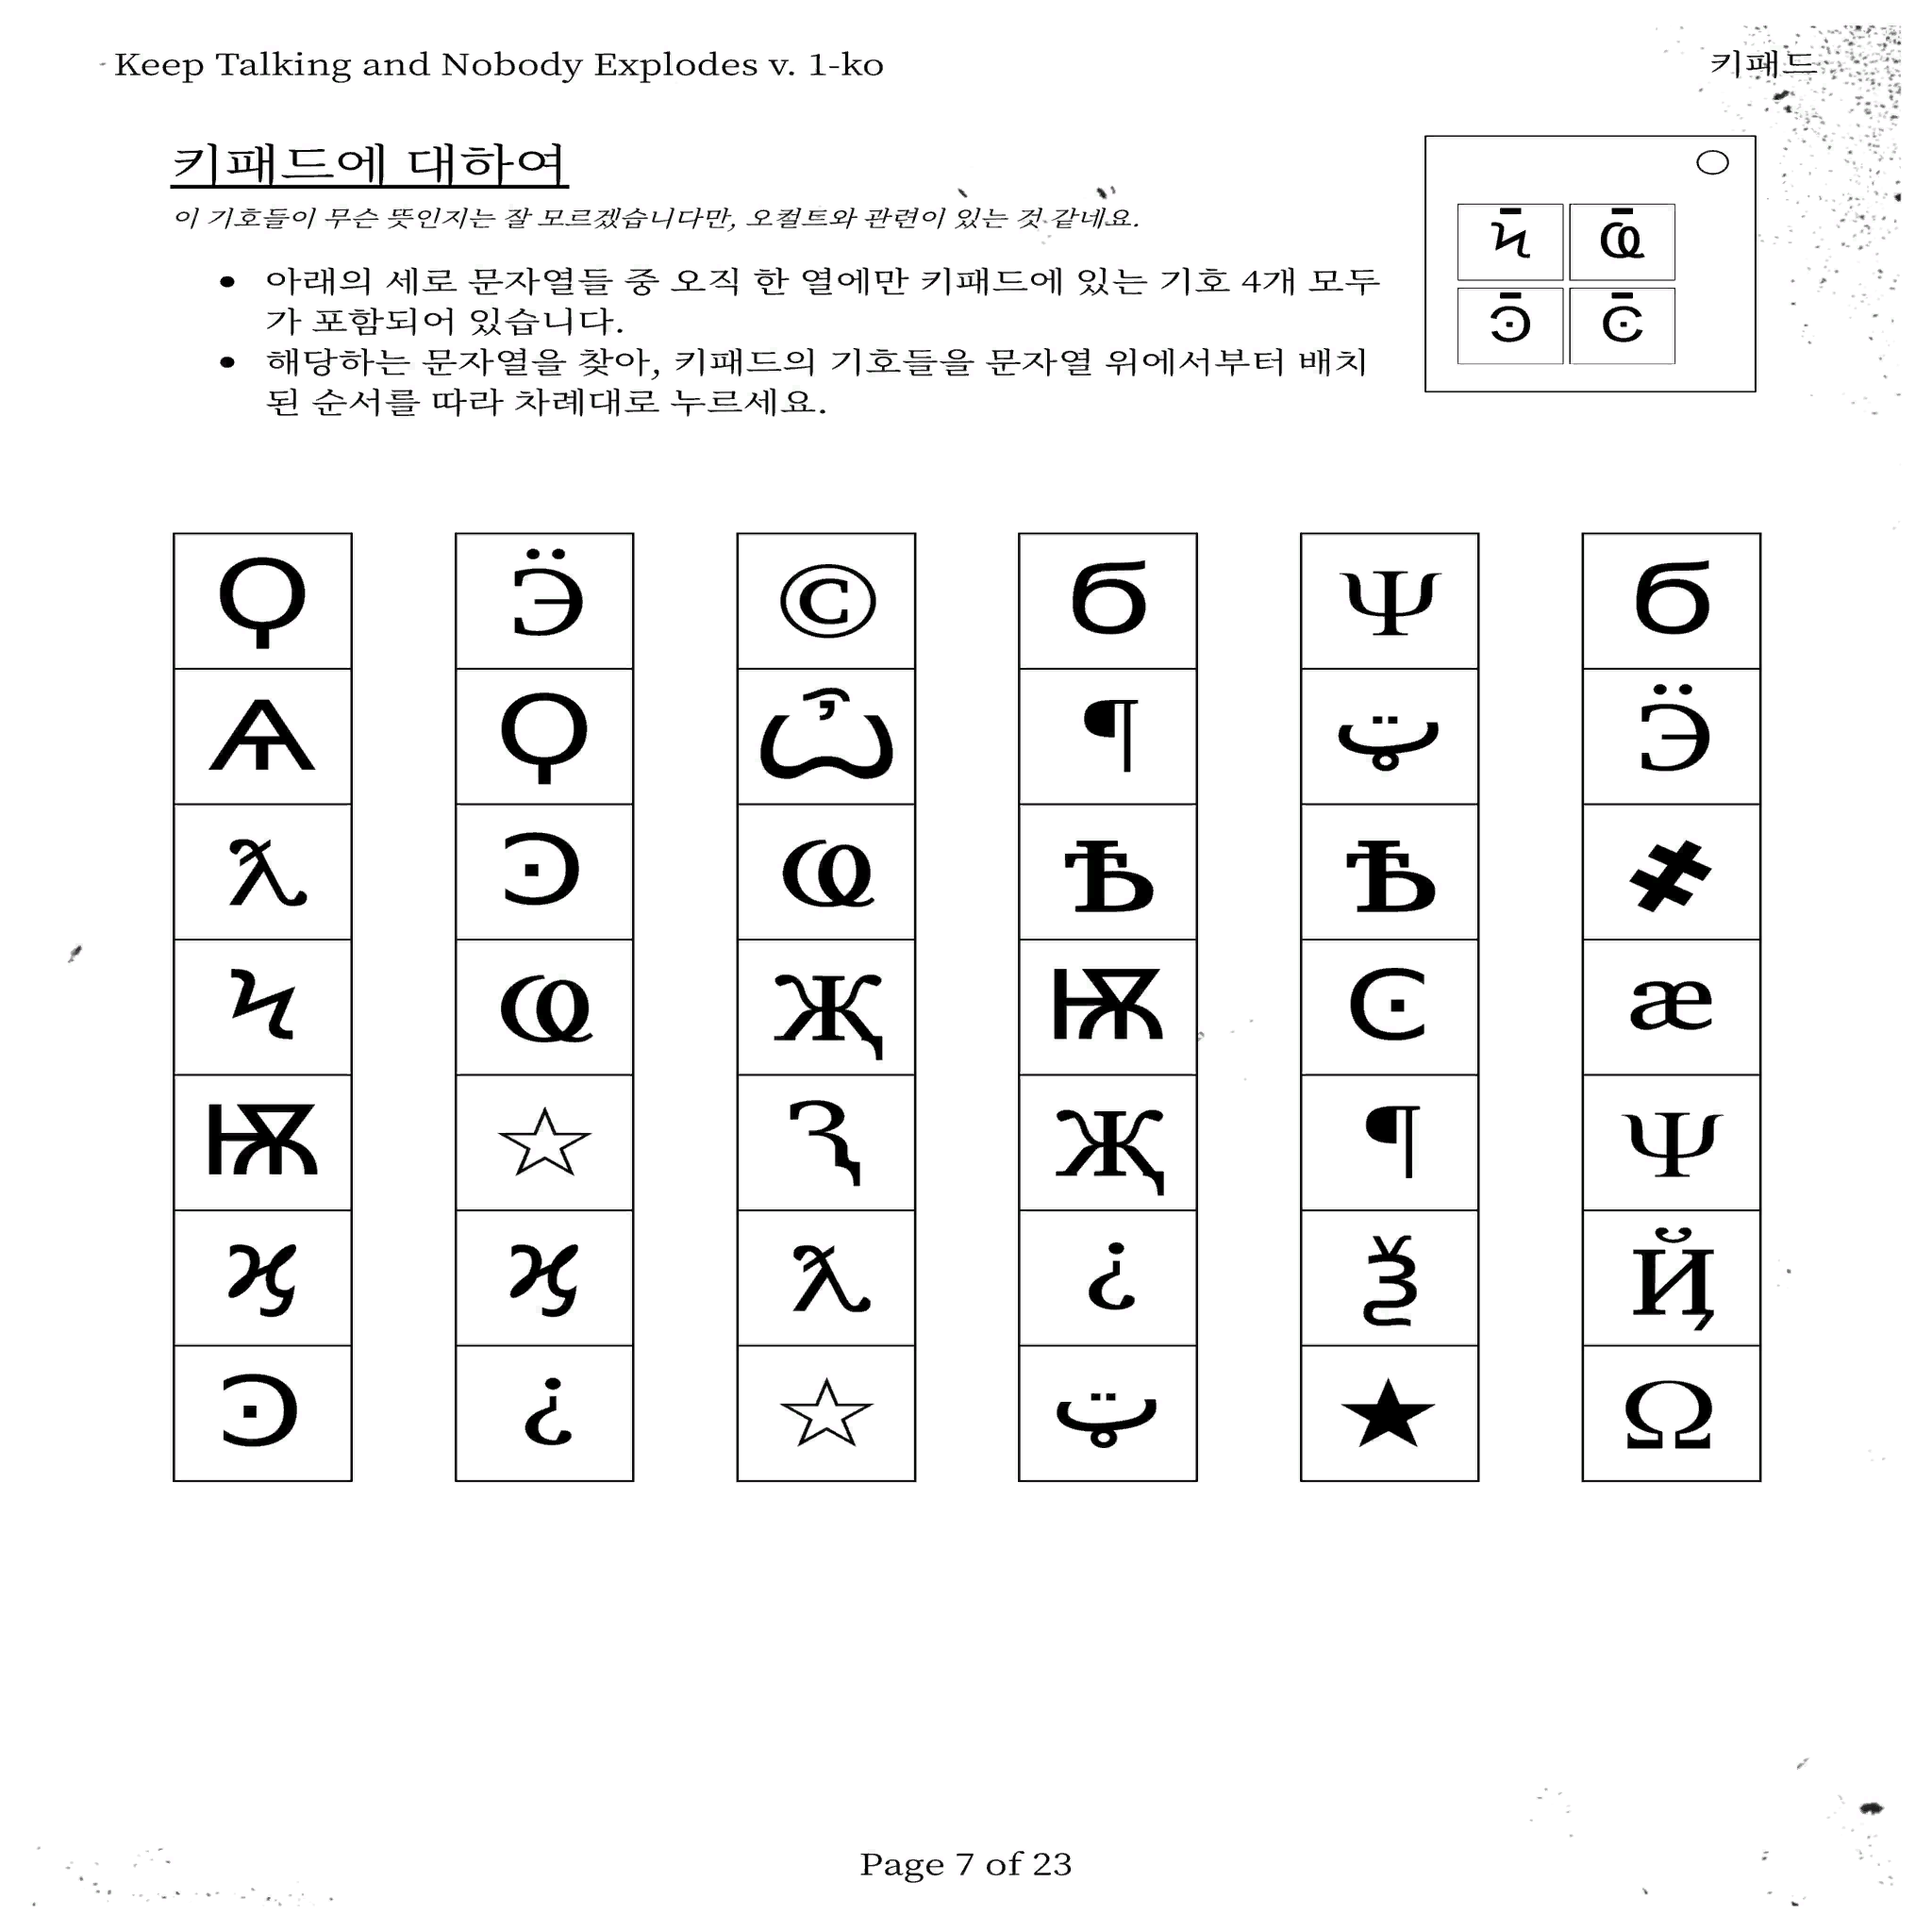 Keep Talking and Nobody Explodes v. 1-ko
키패드
키패드에 대하여
이 기호들이 무슨 뜻인지는 잘 모르겠습니다만, 오컬트와 관련이 있는 것 같네요.
• 아래의 세로 문자열들 중 오직 한 열에만 키패드에 있는 기호 4개 모두
가 포함되어 있습니다.
• 해당하는 문자열을 찾아, 키패드의 기호들을 문자열 위에서부터 배치
된 순서를 따라 차례대로 누르세요.
Ϟ Ҩ
Ͽ Ͼ
Ϙ Ӭ © б Ψ б
Ѧ Ϙ Ѽ ¶ ټ Ӭ
ƛ Ͽ Ҩ Ѣ Ѣ ҂
Ϟ Ҩ Җ Ѭ Ͼ æ
Ѭ ☆ Ҙ Җ ¶ Ψ
ϗ ϗ ƛ ¿ Ѯ Ҋ
Ͽ ¿ ☆ ټ ★ Ω
Page 7 of 23